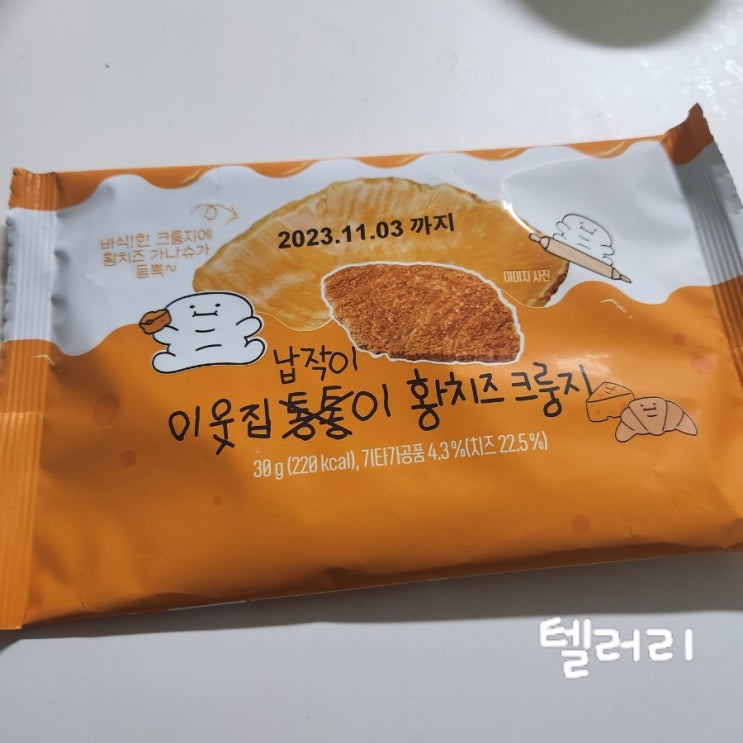 바삭!한 크룽지에
황치즈 가나슈가
듬뿍~
2023.11.03 까지
이미지 사진
납작이
이웃집 통통이 황치즈 크룽지
30 g (220 kcal), 기타가공품 4.3 %(치즈 22.5 %)
텔러리